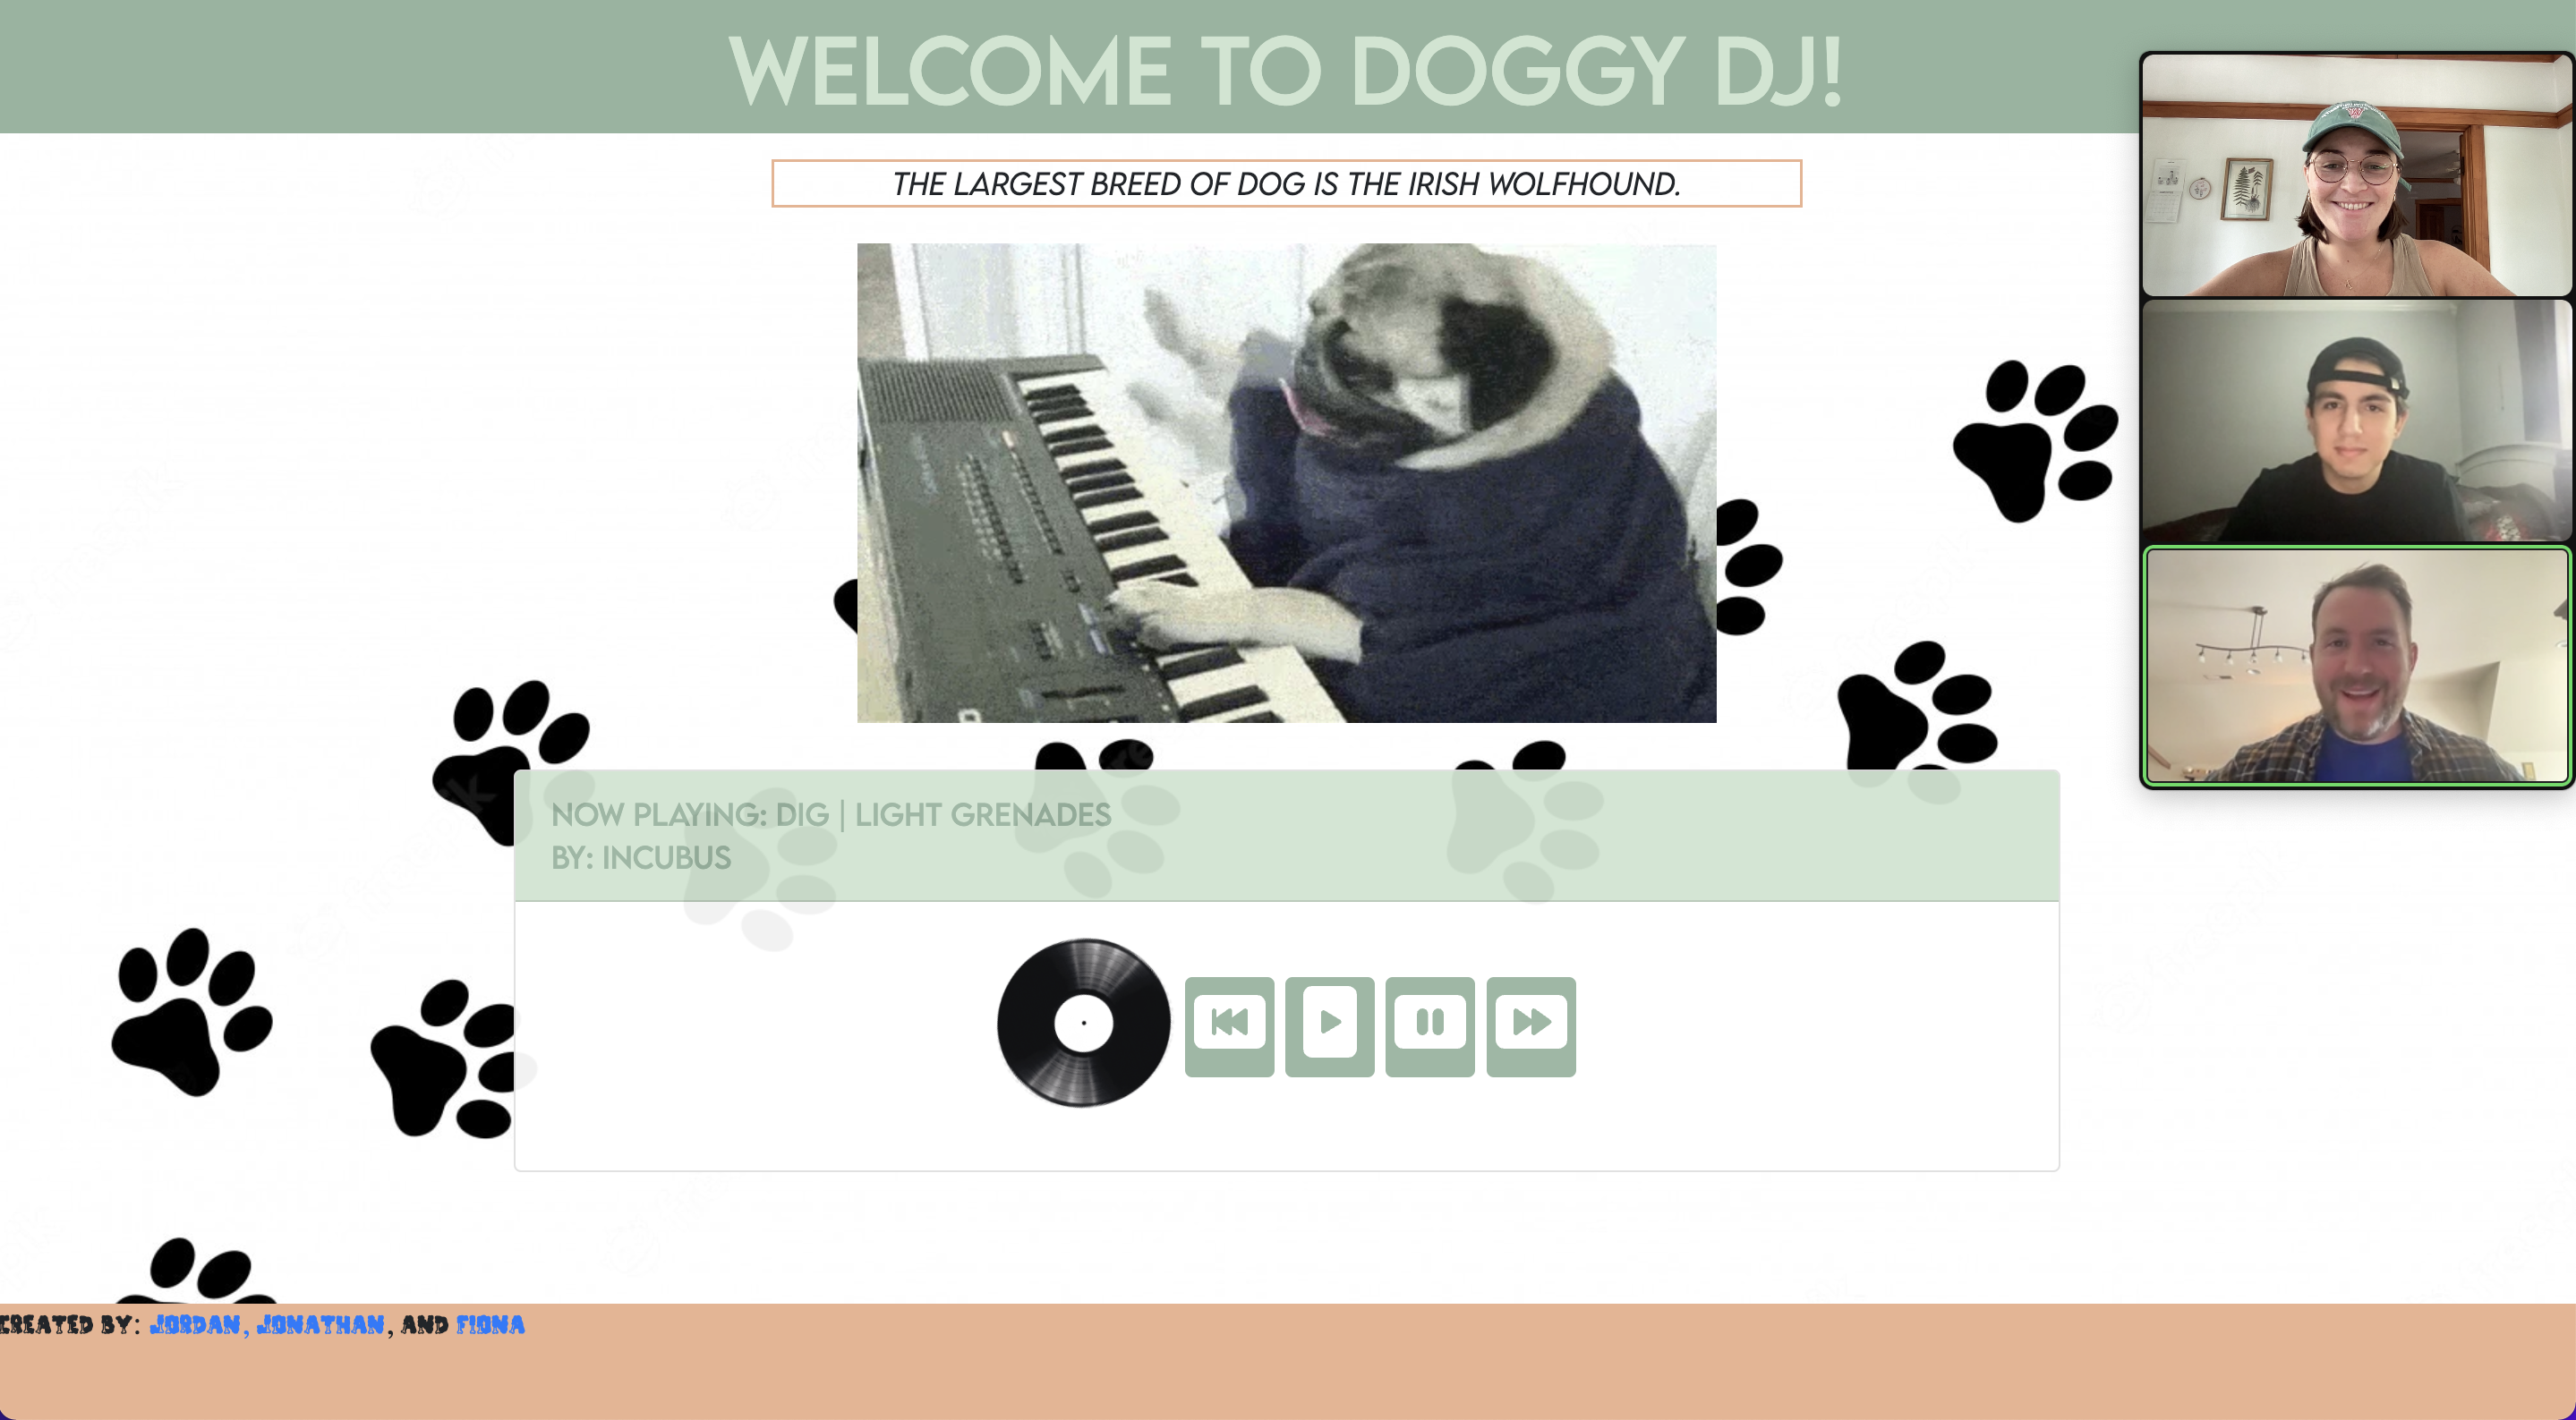 WELCOME TO DOGGY DJ!
THE LARGEST BREED OF DOG IS THE IRISH WOLFHOUND.
NOW PLAYING: DIG | LIGHT GRENADES
BY: INCUBUS
CREATED BY: JORDAN, JONATHAN, AND FIONA